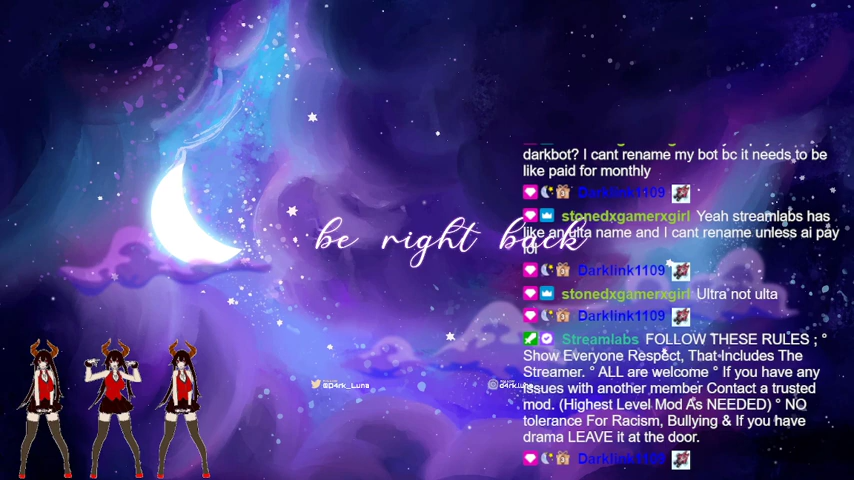 darkbot? I cant rename my bot bc it needs to be
like paid for monthly
Darklink1109
stonedxgamerxgirl Yeah streamlabs has
like an ulta name and I cant rename unless ai pay
lol
be right back
Darklink1109
stonedxgamerxgirl Ultra not ulta
Darklink1109
Streamlabs FOLLOW THESE RULES ; °
Show Everyone Respect, That-Includes The
Streamer. ° ALL are welcome ° If you have any
issues with another member Contact a trusted
mod. (Highest Level Mod As NEEDED) ° NO
tolerance For Racism, Bullying & If you have
drama LEAVE it at the door.
@D4rk_Luna
Darklink1109